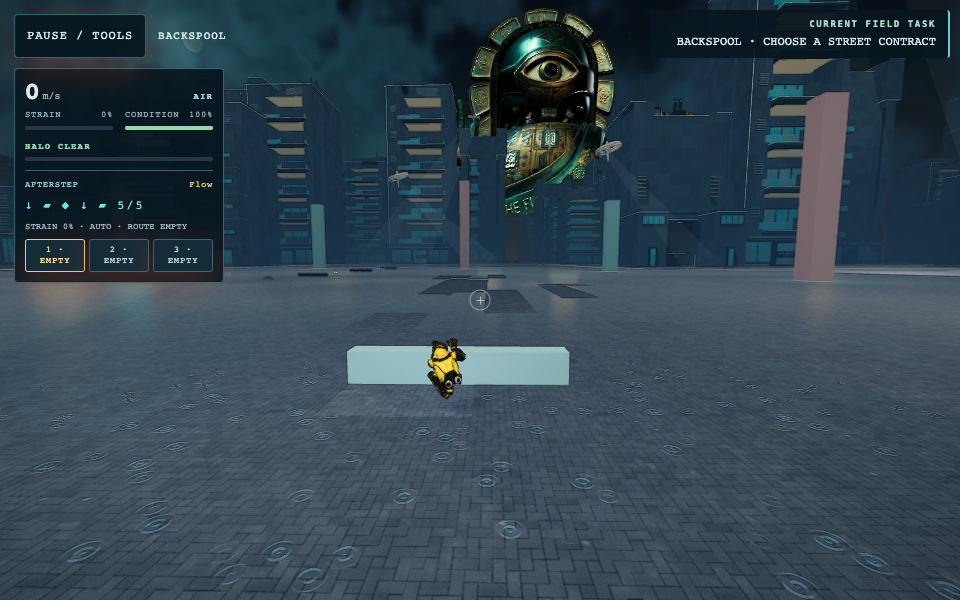 PAUSE / TOOLS
BACKSPOOL
CURRENT FIELD TASK
BACKSPOOL · CHOOSE A STREET CONTRACT
0 m/s
AIR
STRAIN 0%
CONDITION 100%
HALO CLEAR
AFTERSTEP
Flow
5/5
STRAIN 0% · AUTO · ROUTE EMPTY
1 · EMPTY
2 · EMPTY
3 · EMPTY